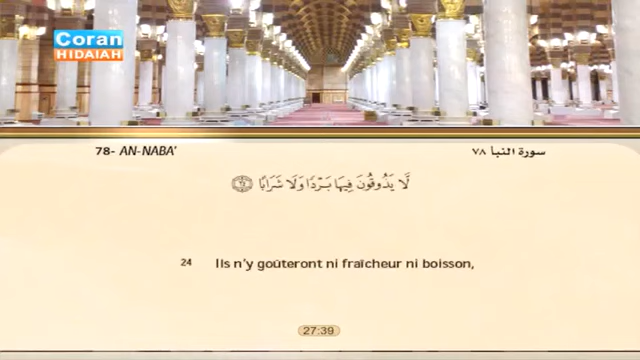 Coran
HIDAIAH
78- AN-NABA' سورة النبا ٧٨
لَّا يَذُوقُونَ فِيهَا بَرْدًا وَلَا شَرَابًا ٢٤
24 Ils n'y goûteront ni fraîcheur ni boisson,
27:39